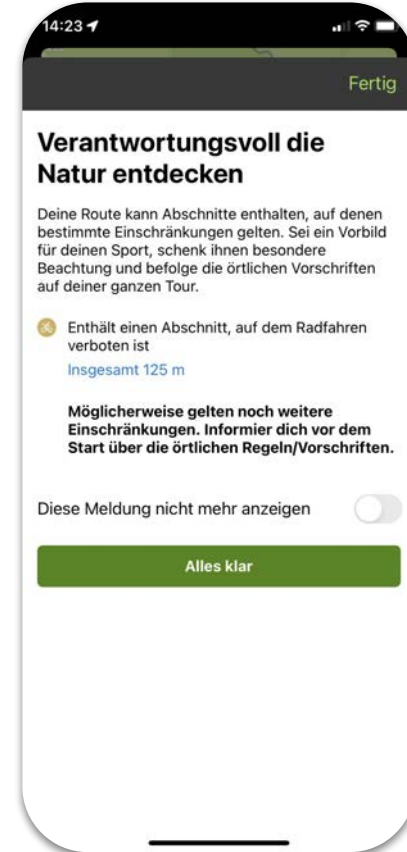 14:23
Fertig
Verantwortungsvoll die
Natur entdecken
Deine Route kann Abschnitte enthalten, auf denen
bestimmte Einschränkungen gelten. Sei ein Vorbild
für deinen Sport, schenk ihnen besondere
Beachtung und befolge die örtlichen Vorschriften
auf deiner ganzen Tour.
Enthält einen Abschnitt, auf dem Radfahren
verboten ist
Insgesamt 125 m
Möglicherweise gelten noch weitere
Einschränkungen. Informier dich vor dem
Start über die örtlichen Regeln/Vorschriften.
Diese Meldung nicht mehr anzeigen
Alles klar